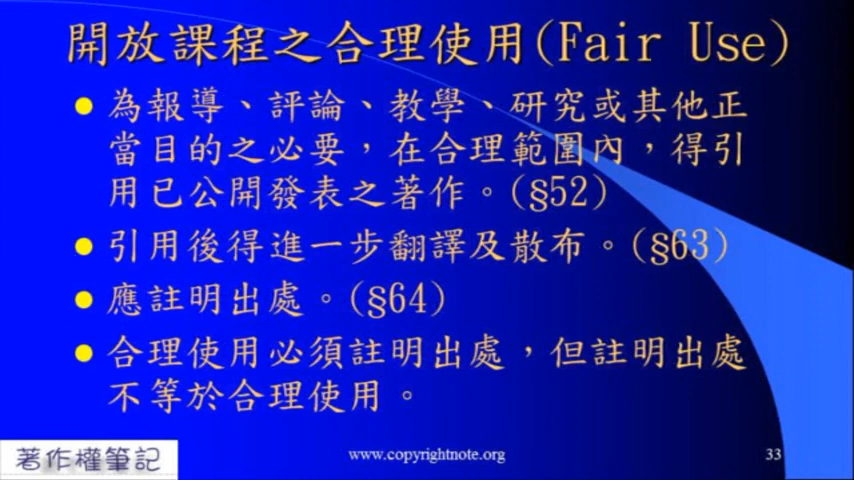 開放課程之合理使用(Fair Use)
為報導、評論、教學、研究或其他正
當目的之必要，在合理範圍內，得引
用已公開發表之著作。(§52)
引用後得進一步翻譯及散布。(§63)
應註明出處。(§64)
合理使用必須註明出處，但註明出處
不等於合理使用。
著作權筆記
www.copyrightnote.org
33